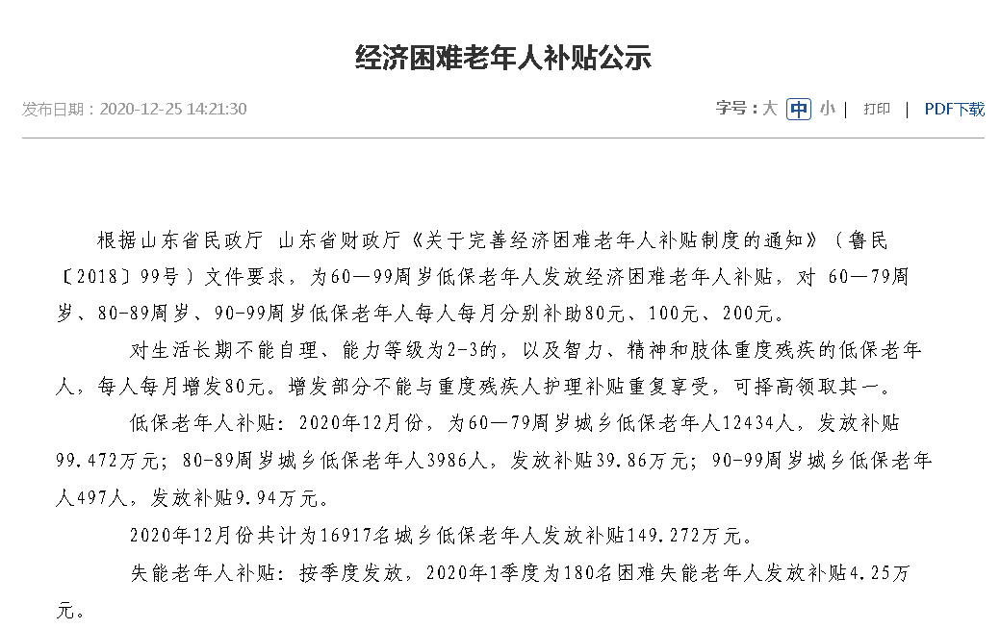 经济困难老年人补贴公示
发布日期：2020-12-25 14:21:30 字号：大 中 小 | 打印 | PDF下载
根据山东省民政厅 山东省财政厅《关于完善经济困难老年人补贴制度的通知》（鲁民
〔2018〕99号）文件要求，为60—99周岁低保老年人发放经济困难老年人补贴，对 60—79周
岁、80-89周岁、90-99周岁低保老年人每人每月分别补助80元、100元、200元。
对生活长期不能自理、能力等级为2-3的，以及智力、精神和肢体重度残疾的低保老年
人，每人每月增发80元。增发部分不能与重度残疾人护理补贴重复享受，可择高领取其一。
低保老年人补贴：2020年12月份，为60—79周岁城乡低保老年人12434人，发放补贴
99.472万元；80-89周岁城乡低保老年人3986人，发放补贴39.86万元；90-99周岁城乡低保老年
人497人，发放补贴9.94万元。
2020年12月份共计为16917名城乡低保老年人发放补贴149.272万元。
失能老年人补贴：按季度发放，2020年1季度为180名困难失能老年人发放补贴4.25万
元。